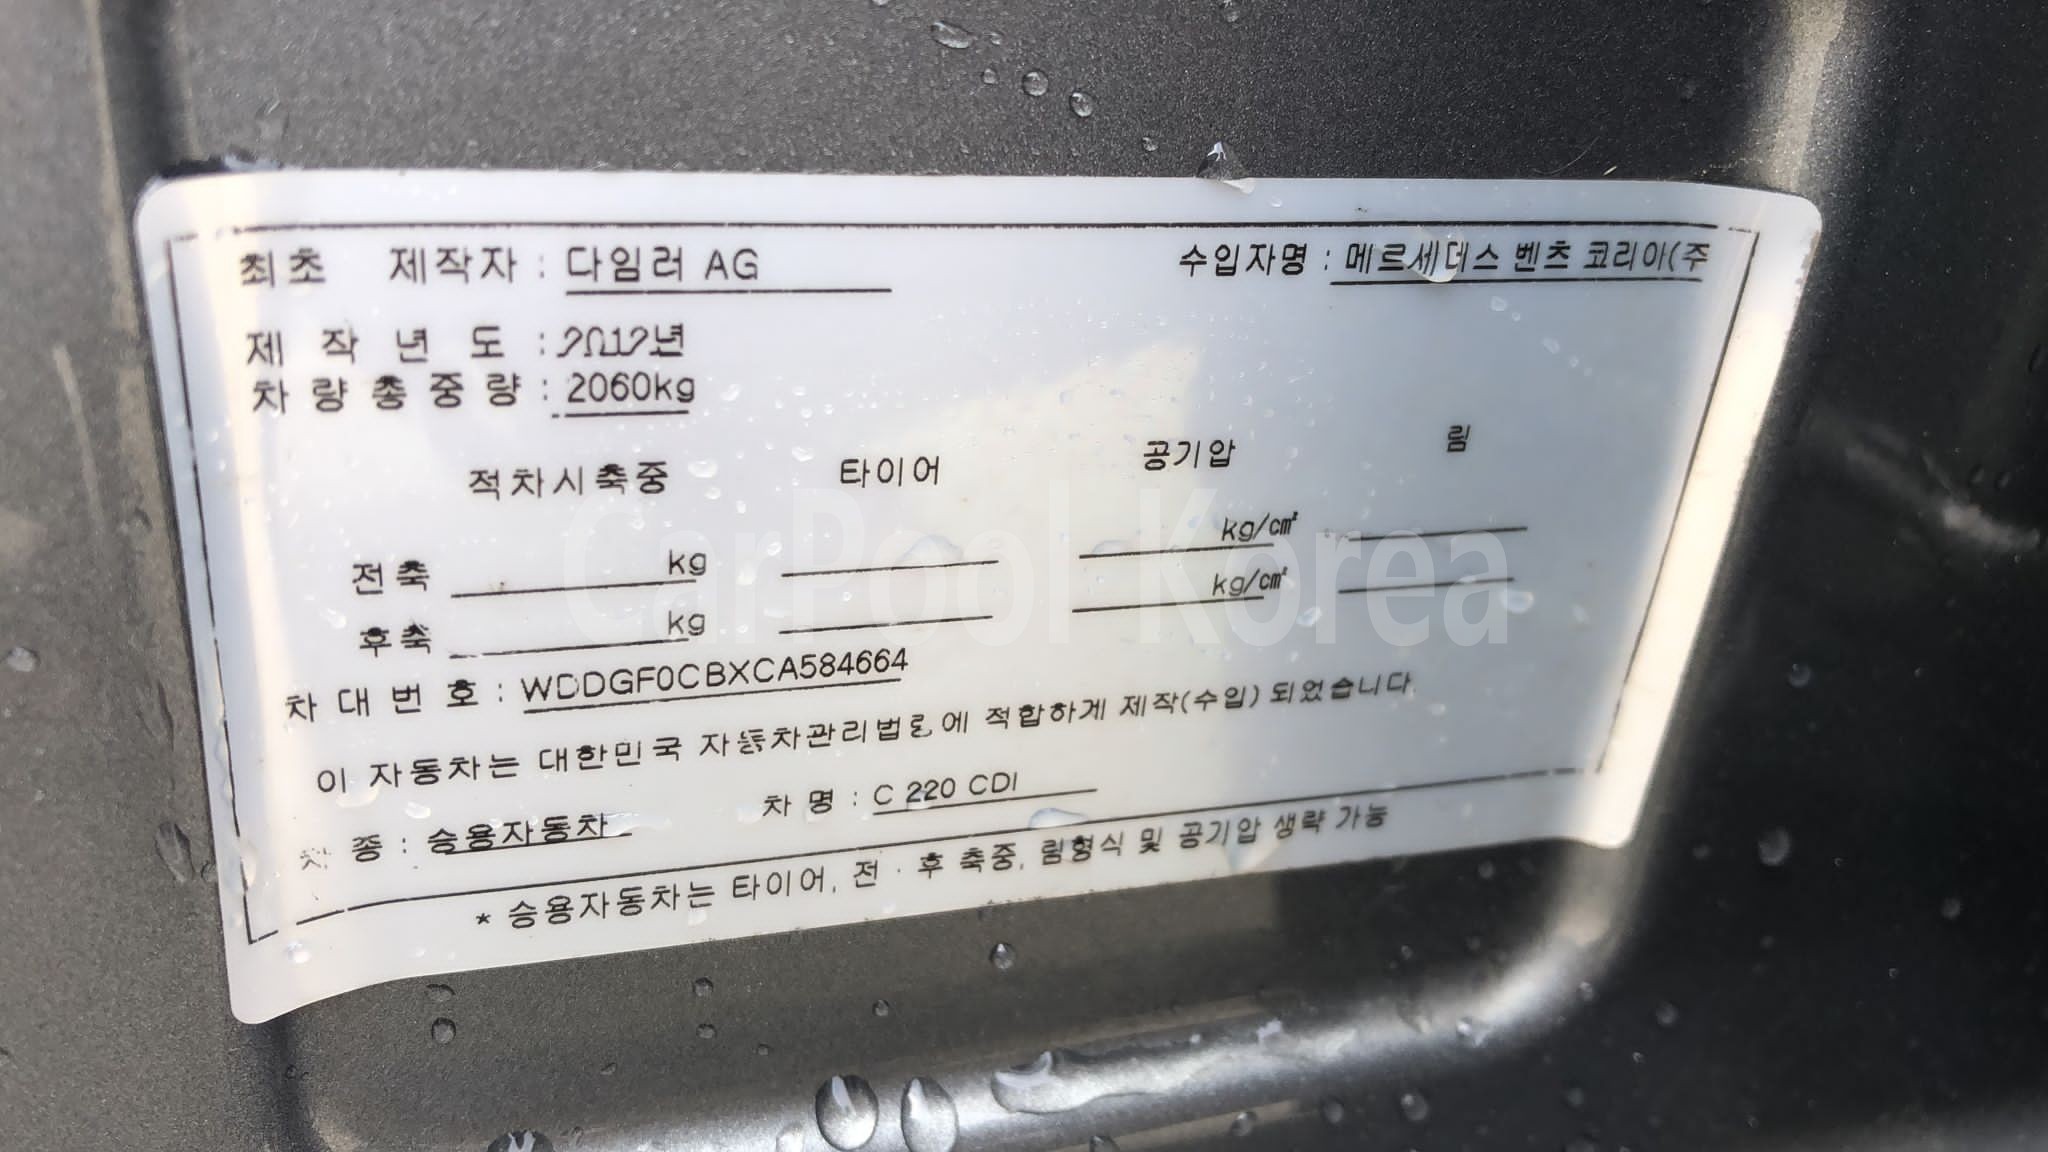 최초 제작자 : 다임러 AG 수입자명 : 메르세데스 벤츠 코리아(주
제 작 년 도 : 2012년
차 량 총 중 량 : 2060kg
적차시축중 타이어 공기압 림
전축 kg kg/cm²
후축 kg kg/cm²
차 대 번 호 : WDDGF0CBXCA584664
이 자동차는 대한민국 자동차관리법령에 적합하게 제작(수입) 되었습니다.
차 종 : 승용자동차 차 명 : C 220 CDI
* 승용자동차는 타이어, 전 · 후 축중, 림형식 및 공기압 생략 가능
CarPool Korea